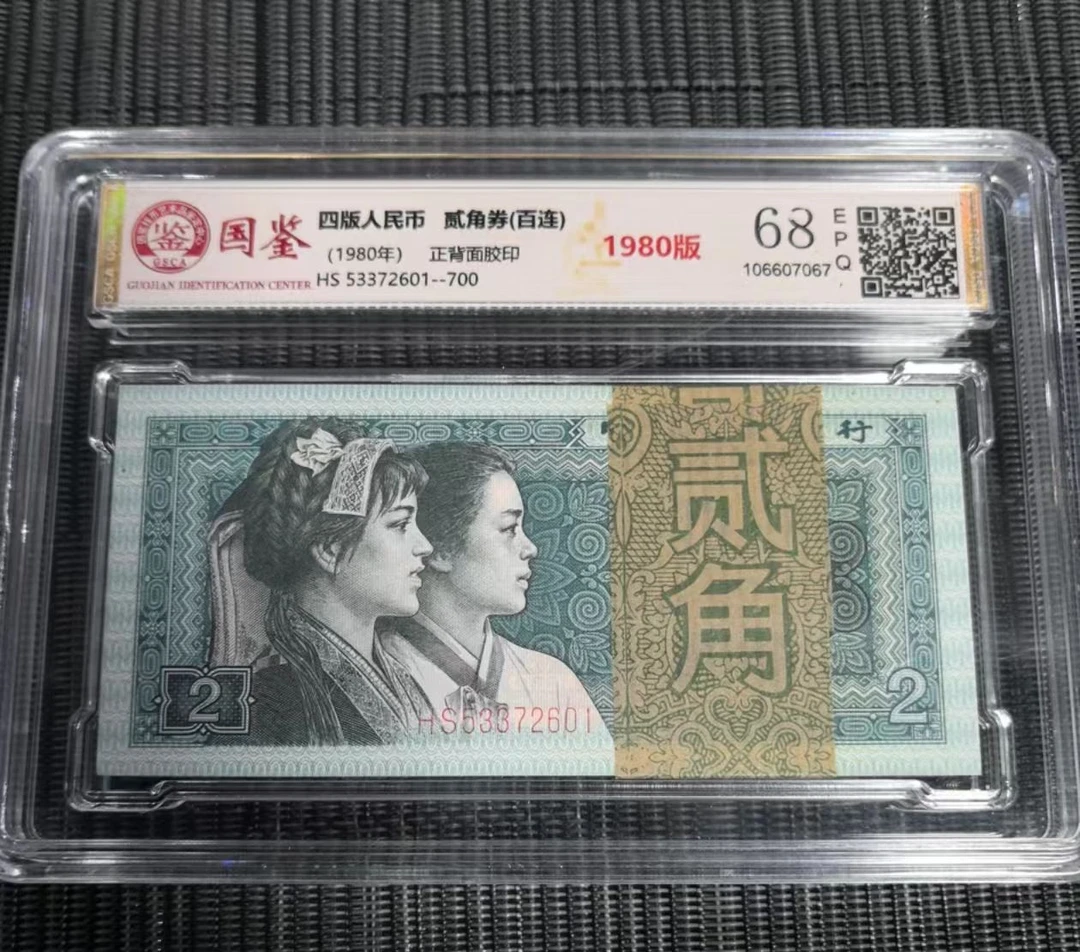 鉴
GSCA
国鉴
GUOJIAN IDENTIFICATION CENTER
四版人民币 贰角券(百连)
(1980年) 正背面胶印
HS 53372601--700
1980版
68
EPQ
106607067
行
贰角
2
2
HS53372601